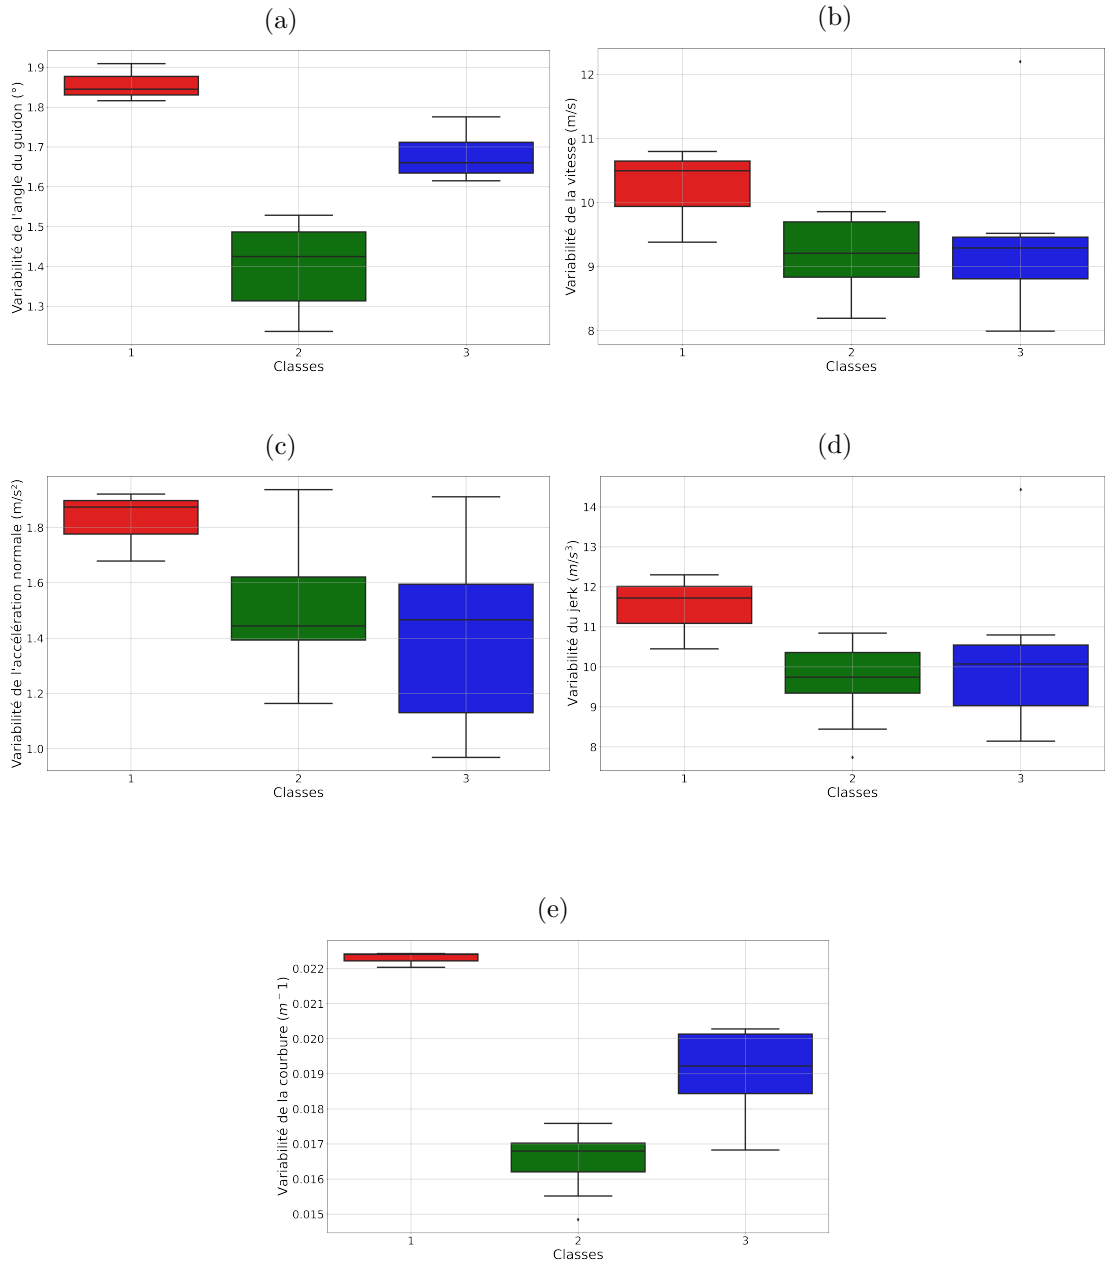 (a)
Variabilité de l'angle du guidon (°)
1.9
1.8
1.7
1.6
1.5
1.4
1.3
1 2 3
Classes
(b)
Variabilité de la vitesse (m/s)
12
11
10
9
8
1 2 3
Classes
(c)
Variabilité de l'accélération normale (m/s²)
1.8
1.6
1.4
1.2
1.0
1 2 3
Classes
(d)
Variabilité du jerk (m/s³)
14
13
12
11
10
9
8
1 2 3
Classes
(e)
Variabilité de la courbure (m⁻1)
0.022
0.021
0.020
0.019
0.018
0.017
0.016
0.015
1 2 3
Classes